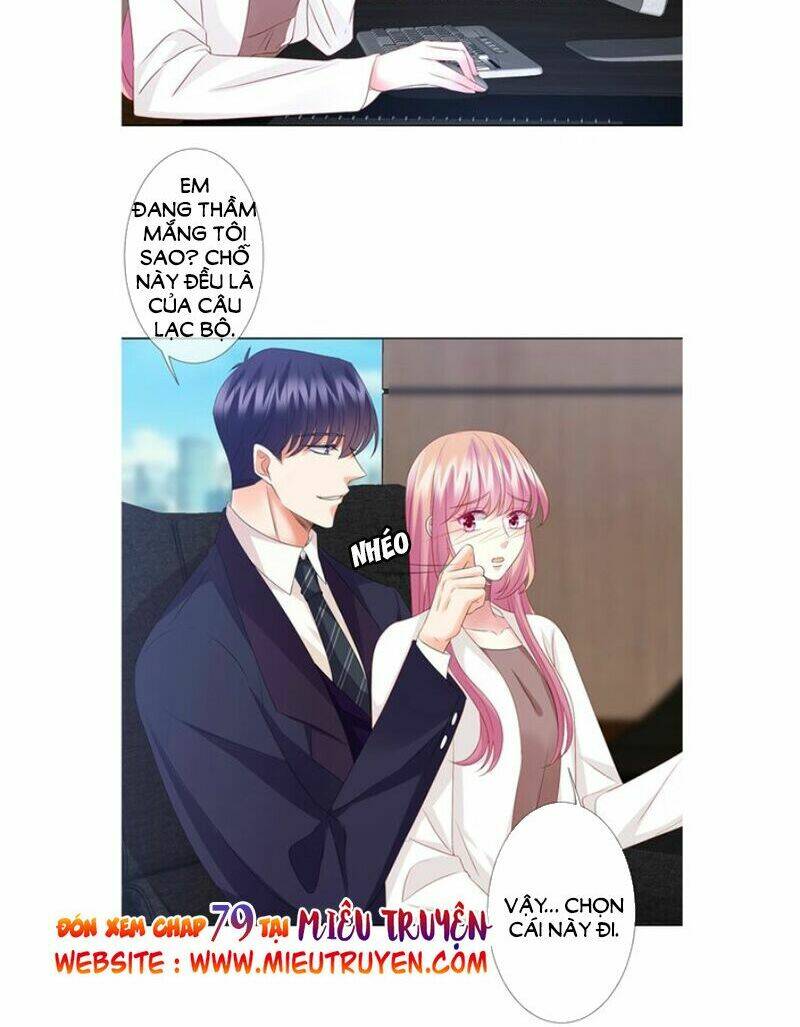 EM
ĐANG THẦM
MẮNG TÔI
SAO? CHỖ
NÀY ĐỀU LÀ
CỦA CÂU
LẠC BỘ.
NHÉO
VẬY... CHỌN
CÁI NÀY ĐI.
ĐÓN XEM CHAP 79 TẠI MIÊU TRUYỆN
WEBSITE : WWW.MIEUTRUYEN.COM